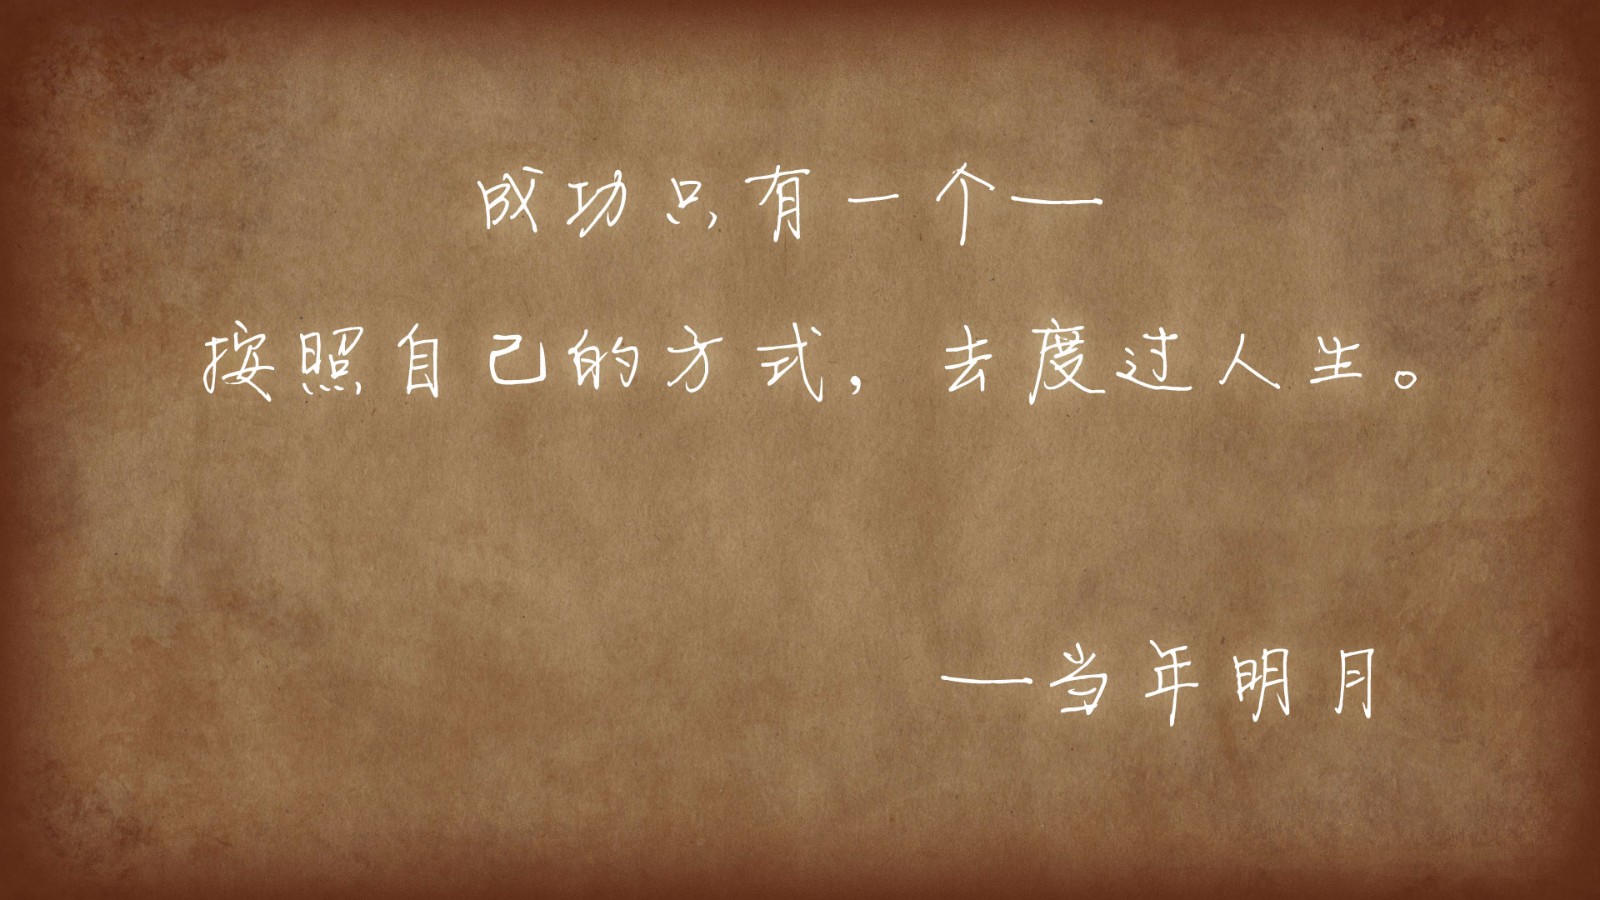 成功只有一个—
按照自己的方式，去度过人生。
—当年明月